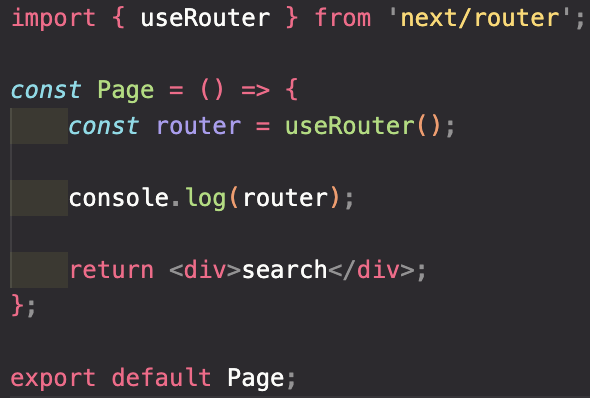 import { useRouter } from 'next/router';
const Page = () => {
const router = useRouter();
console.log(router);
return <div>search</div>;
};
export default Page;